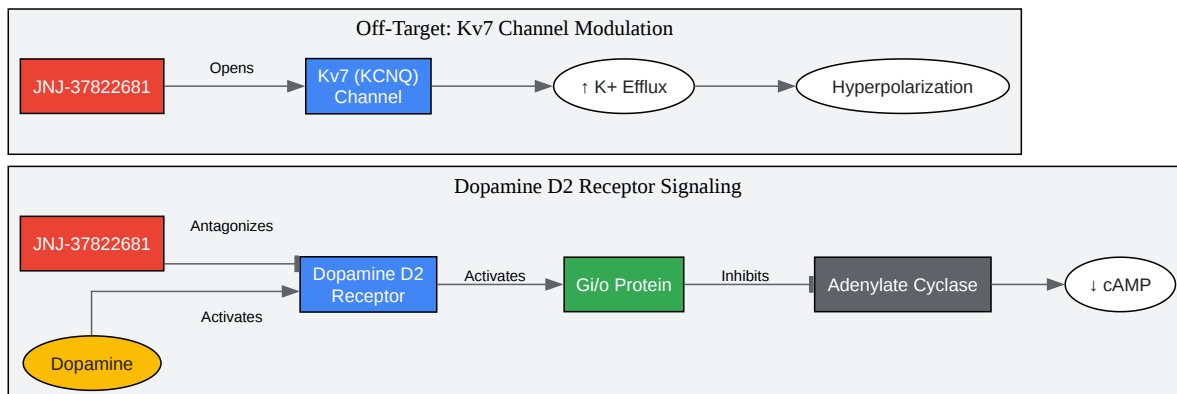 Off-Target: Kv7 Channel Modulation
JNJ-37822681
Opens
Kv7 (KCNQ)
Channel
↑ K+ Efflux
Hyperpolarization
Dopamine D2 Receptor Signaling
JNJ-37822681
Antagonizes
Dopamine D2
Receptor
Activates
Gi/o Protein
Inhibits
Adenylate Cyclase
↓ cAMP
Activates
Dopamine